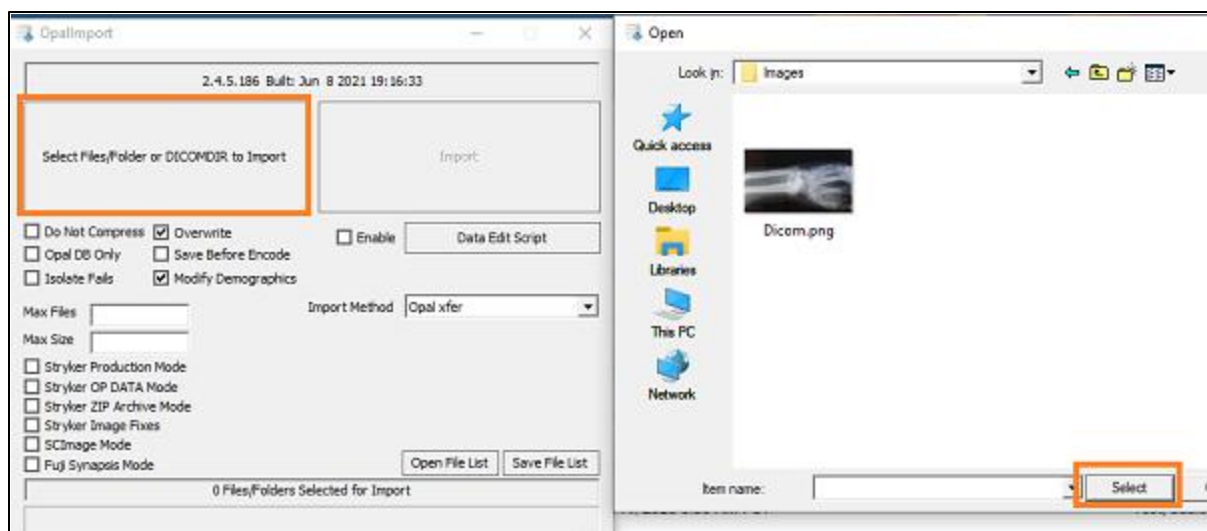 OpalImport
2.4.5.186 Built: Jun 8 2021 19:16:33
Select Files/Folder or DICOMDIR to Import
Import
Do Not Compress
Overwrite
Enable
Data Edit Script
Opal DB Only
Save Before Encode
Isolate Fails
Modify Demographics
Max Files
Import Method
Opal xfer
Max Size
Stryker Production Mode
Stryker OP DATA Mode
Stryker ZIP Archive Mode
Stryker Image Fixes
SCImage Mode
Fuji Synapsis Mode
Open File List
Save File List
0 Files/Folders Selected for Import
Open
Look in:
Images
Quick access
Desktop
Libraries
This PC
Network
Dicom.png
Item name:
Select